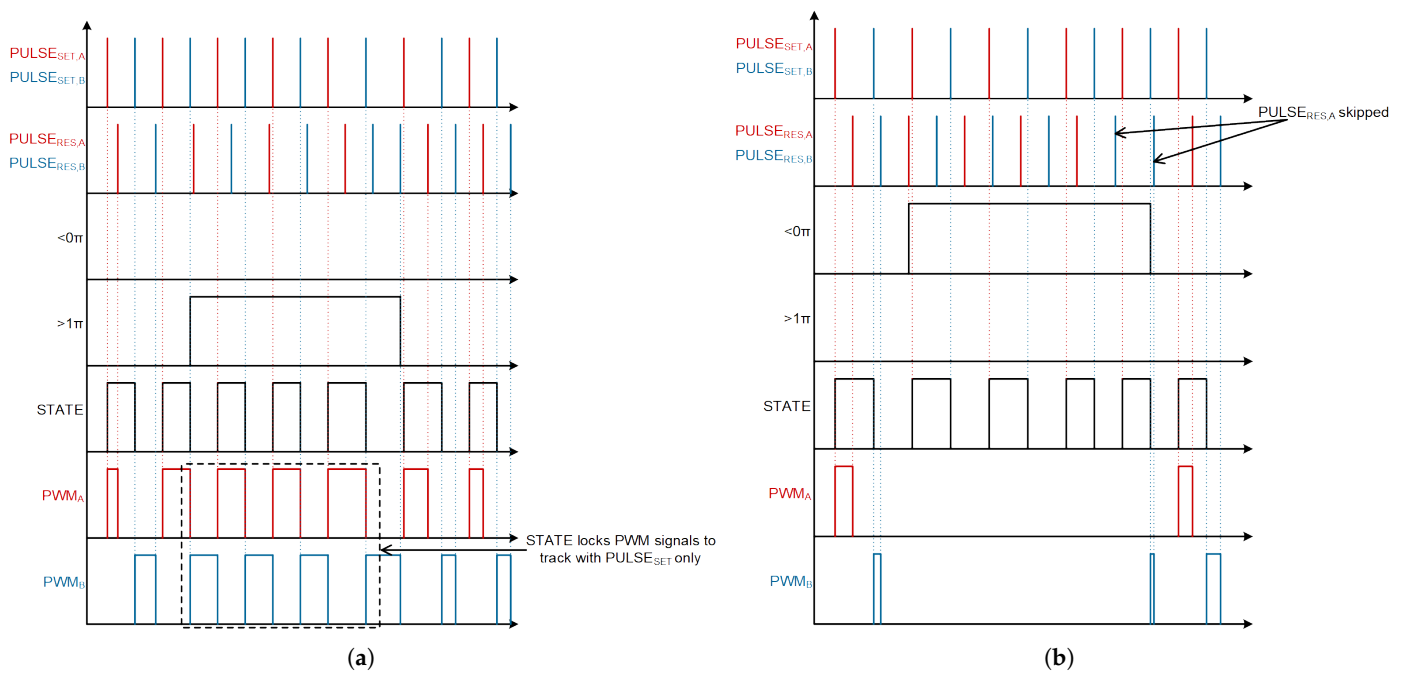 PULSESET,A
PULSESET,B
PULSERES,A
PULSERES,B
<0π
>1π
STATE
PWMA
PWMB
STATE locks PWM signals to
track with PULSESET only
(a)
PULSESET,A
PULSESET,B
PULSERES,A skipped
PULSERES,A
PULSERES,B
<0π
>1π
STATE
PWMA
PWMB
(b)